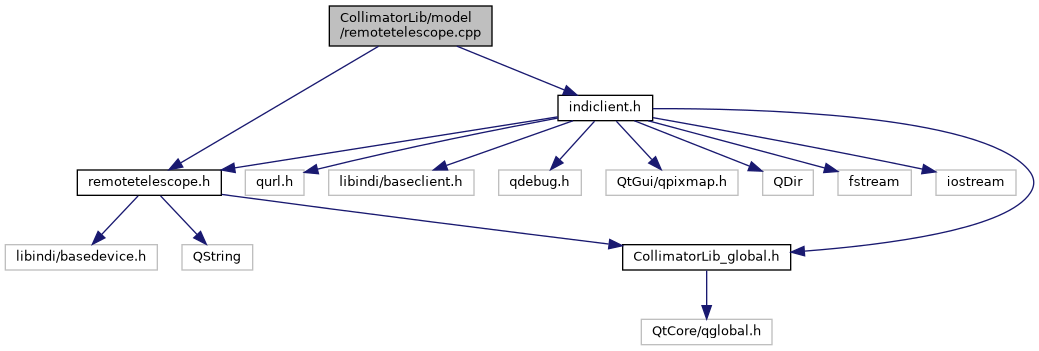 CollimatorLib/model
/remotetelescope.cpp
indiclient.h
remotetelescope.h
qurl.h
libindi/baseclient.h
qdebug.h
QtGui/qpixmap.h
QDir
fstream
iostream
libindi/basedevice.h
QString
CollimatorLib_global.h
QtCore/qglobal.h